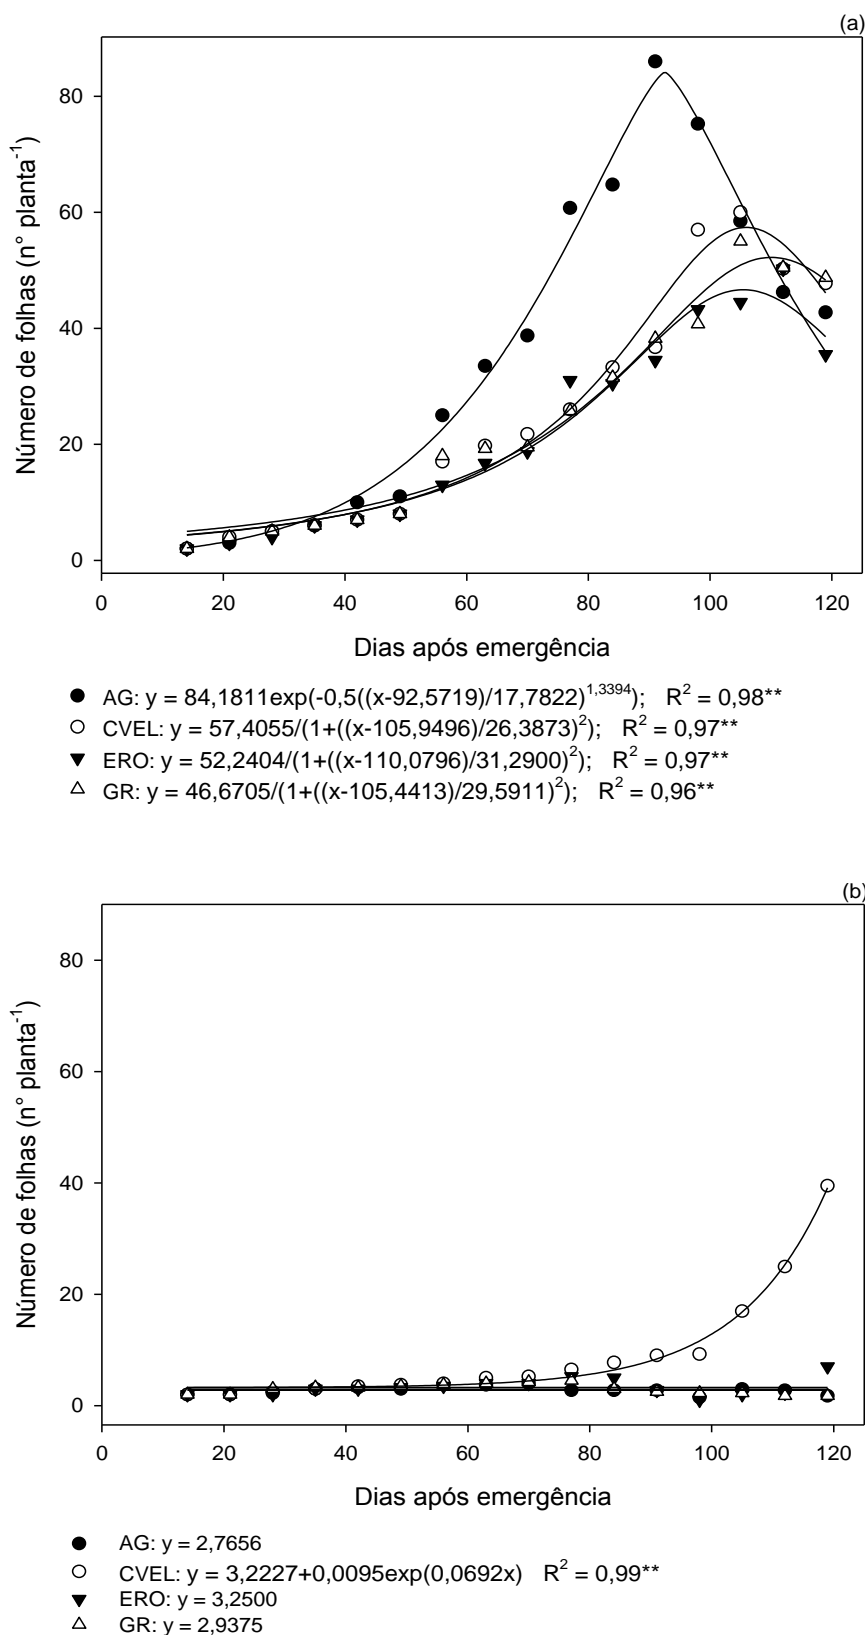 (a)
Número de folhas (n° planta⁻¹)
80
60
40
20
0
0 20 40 60 80 100 120
Dias após emergência
● AG: y = 84,1811exp(-0,5((x-92,5719)/17,7822)^1,3394); R² = 0,98**
○ CVEL: y = 57,4055/(1+((x-105,9496)/26,3873)²); R² = 0,97**
▼ ERO: y = 52,2404/(1+((x-110,0796)/31,2900)²); R² = 0,97**
△ GR: y = 46,6705/(1+((x-105,4413)/29,5911)²); R² = 0,96**
(b)
Número de folhas (n° planta⁻¹)
80
60
40
20
0
0 20 40 60 80 100 120
Dias após emergência
● AG: y = 2,7656
○ CVEL: y = 3,2227+0,0095exp(0,0692x) R² = 0,99**
▼ ERO: y = 3,2500
△ GR: y = 2,9375